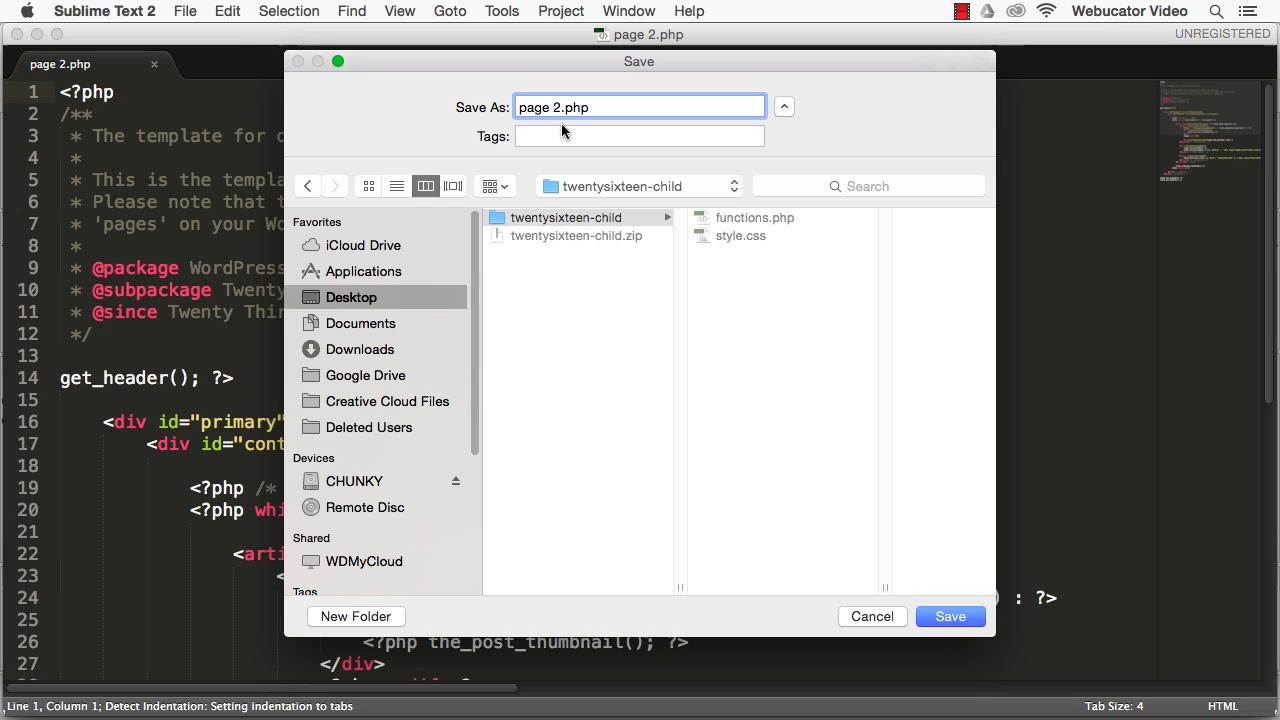 Sublime Text 2 File Edit Selection Find View Goto Tools Project Window Help Webucator Video
page 2.php UNREGISTERED
page 2.php ×
Save
Save As: page 2.php
Tags:
twentysixteen-child
Search
Favorites
iCloud Drive
Applications
Desktop
Documents
Downloads
Google Drive
Creative Cloud Files
Deleted Users
Devices
CHUNKY
Remote Disc
Shared
WDMyCloud
Tags
twentysixteen-child
twentysixteen-child.zip
functions.php
style.css
New Folder Cancel Save
1 <?php
2 /**
3 * The template for
4 *
5 * This is the templa
6 * Please note that
7 * 'pages' on your Wo
8 *
9 * @package WordPress
10 * @subpackage Twenty
11 * @since Twenty Thir
12 */
13
14 get_header(); ?>
15
16 <div id="primary"
17 <div id="cont
18
19 <?php /*
20 <?php whi
21
22 <arti
23 <
24 ) : ?>
25
26 <?php the_post_thumbnail(); ?>
27 </div>
Line 1, Column 1; Detect Indentation: Setting indentation to tabs Tab Size: 4 HTML